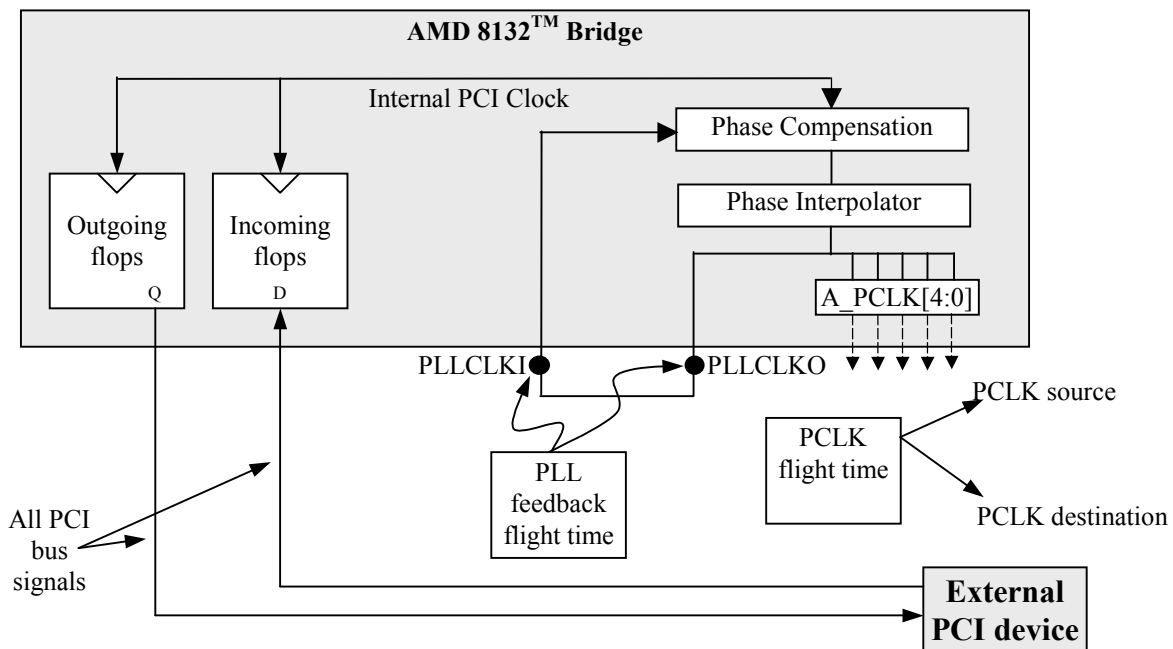 AMD 8132TM Bridge
Internal PCI Clock
Phase Compensation
Phase Interpolator
Outgoing
flops
Q
Incoming
flops
D
A_PCLK[4:0]
PLLCLKI
PLLCLKO
PCLK source
PCLK
flight time
PCLK destination
PLL
feedback
flight time
All PCI
bus
signals
External
PCI device